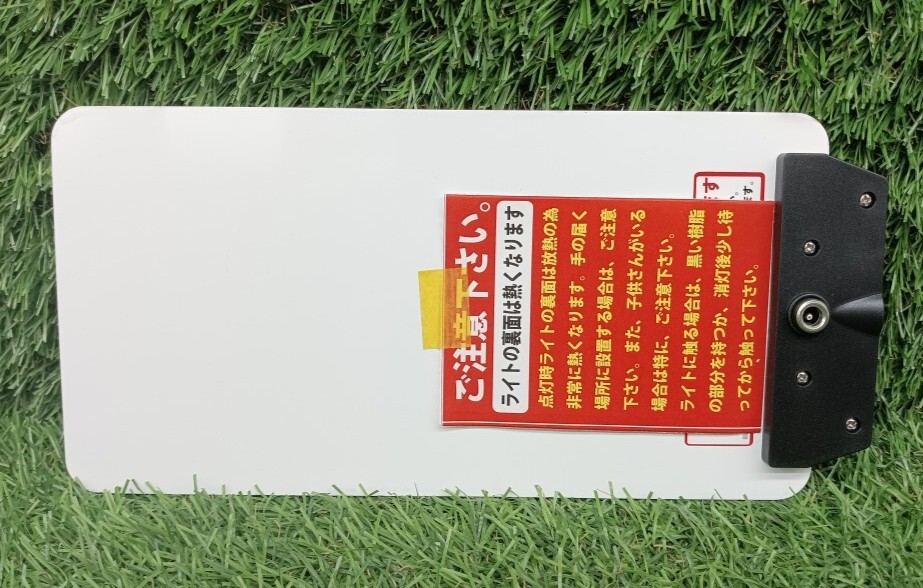 ご注意下さい。
ライトの裏面は熱くなります
点灯時ライトの裏面は放熱の為
非常に熱くなります。手の届く
場所に設置する場合は、ご注意
下さい。また、子供さんがいる
場合は特に、ご注意下さい。
ライトに触る場合は、黒い樹脂
の部分を持つか、消灯後少し待
ってから触って下さい。
ます
い。
ます。